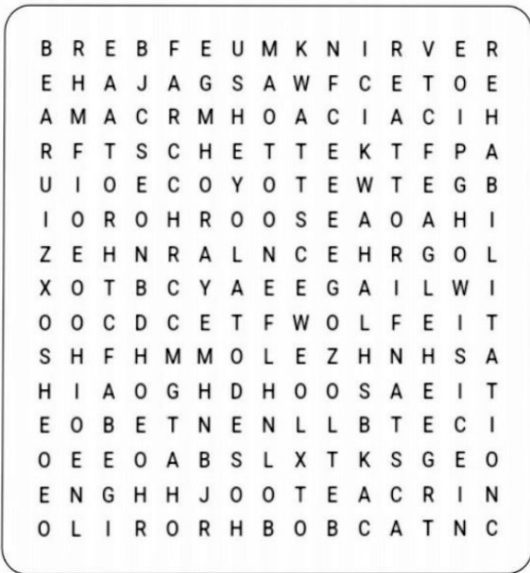 B R E B F E U M K N I R V E R
E H A J A G S A W F C E T O E
A M A C R M H O A C I A C I H
R F T S C H E T T E K T F P A
U I O E C O Y O T E W T E G B
I O R O H R O O S E A O A H I
Z E H N R A L N C E H R G O L
X O T B C Y A E E G A I L W I
O O C D C E T F W O L F E I T
S H F H M M O L E Z H N H S A
H I A O G H D H O O S A E I T
E O B E T N E N L L B T E C I
O E E O A B S L X T K S G E O
E N G H H J O O T E A C R I N
O L I R O R H B O B C A T N C